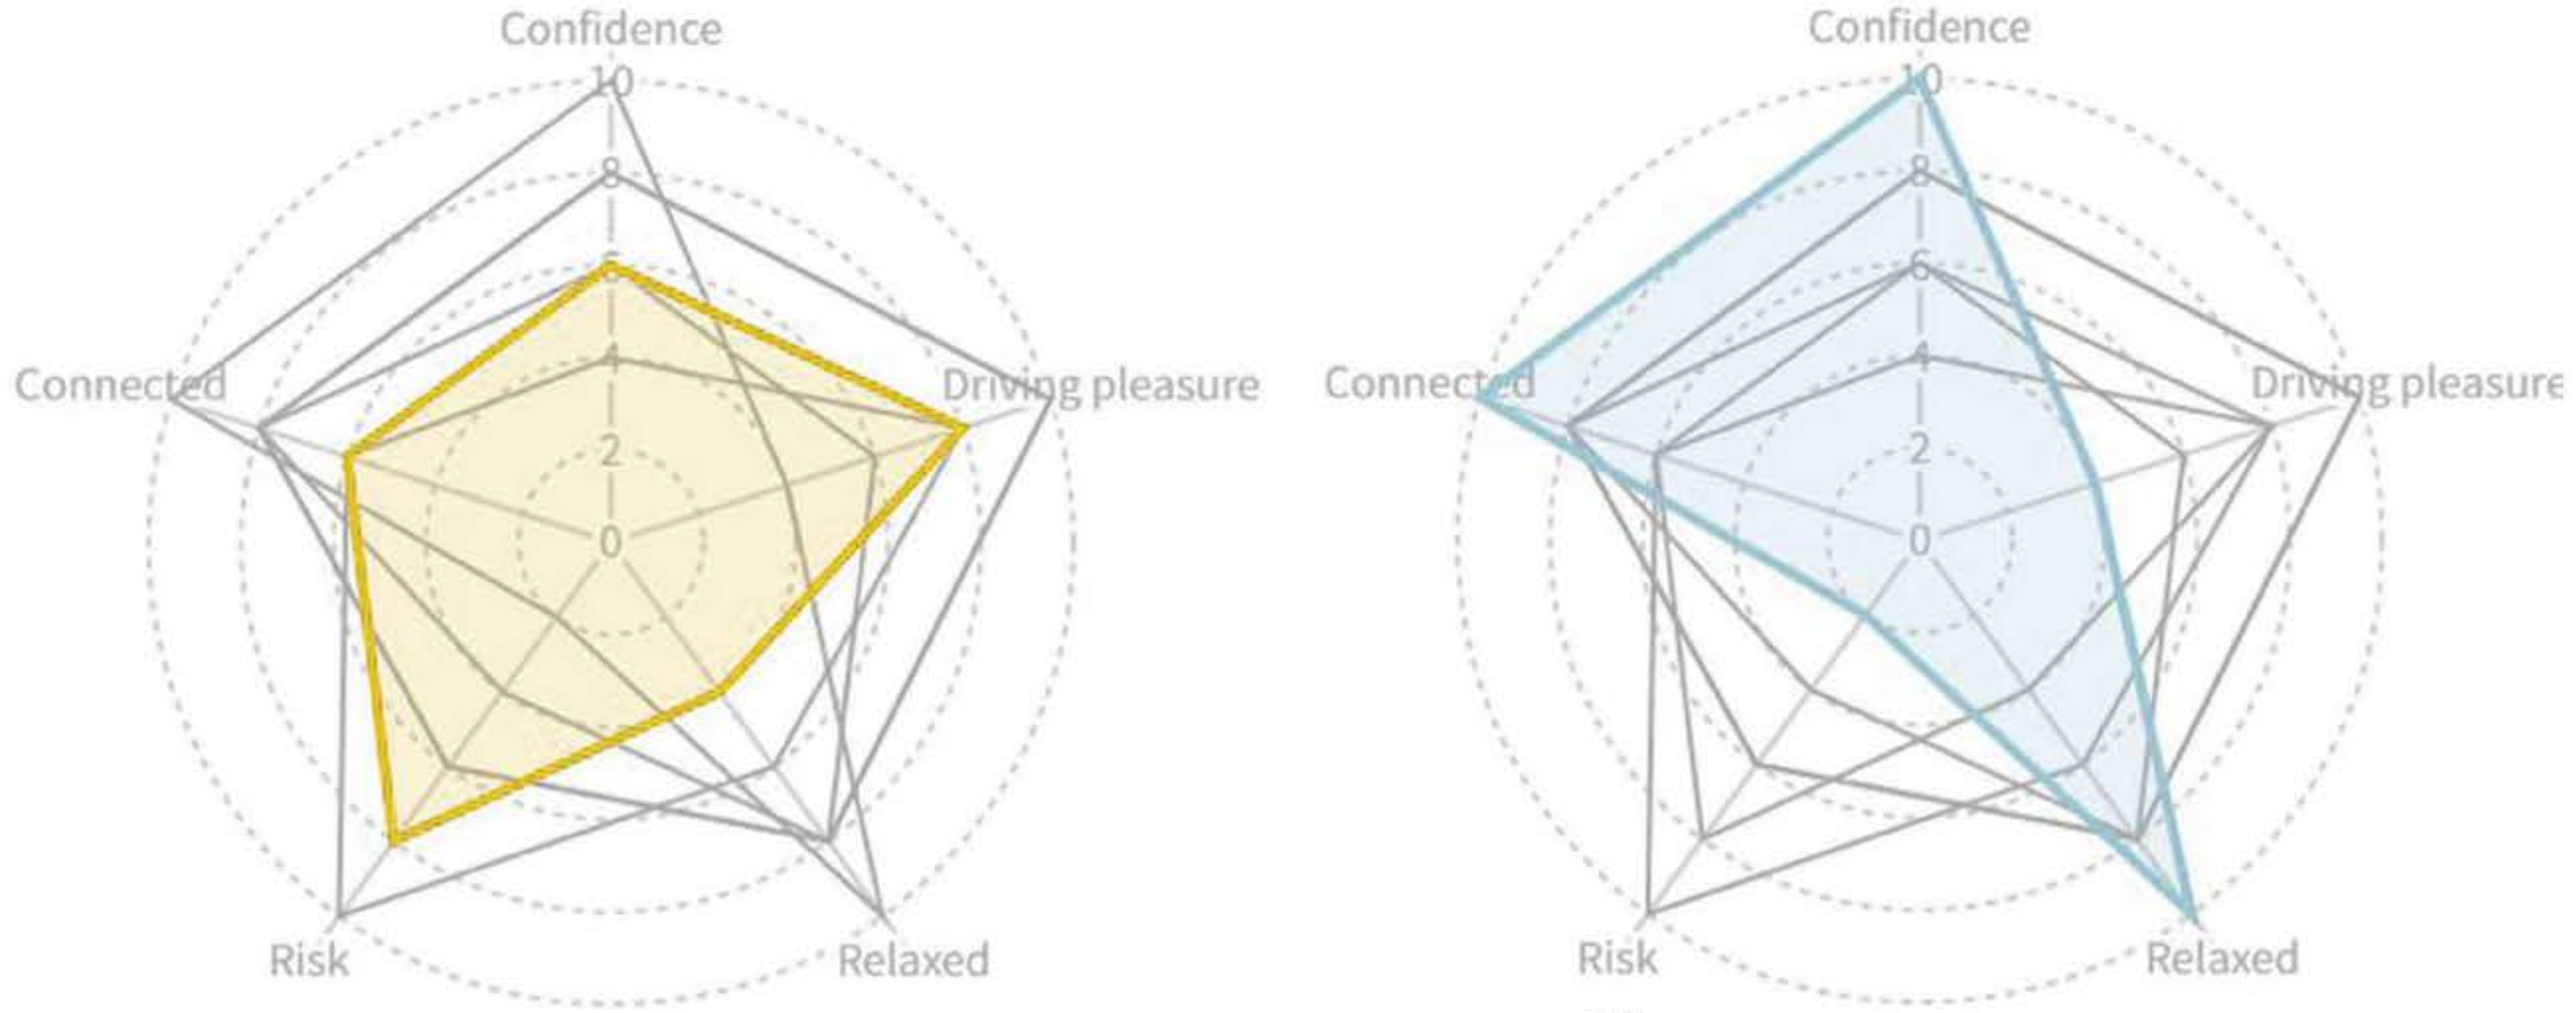 Confidence
10
8
6
4
2
0
Connected
Driving pleasure
Risk
Relaxed
Confidence
10
8
6
4
2
0
Connected
Driving pleasure
Risk
Relaxed